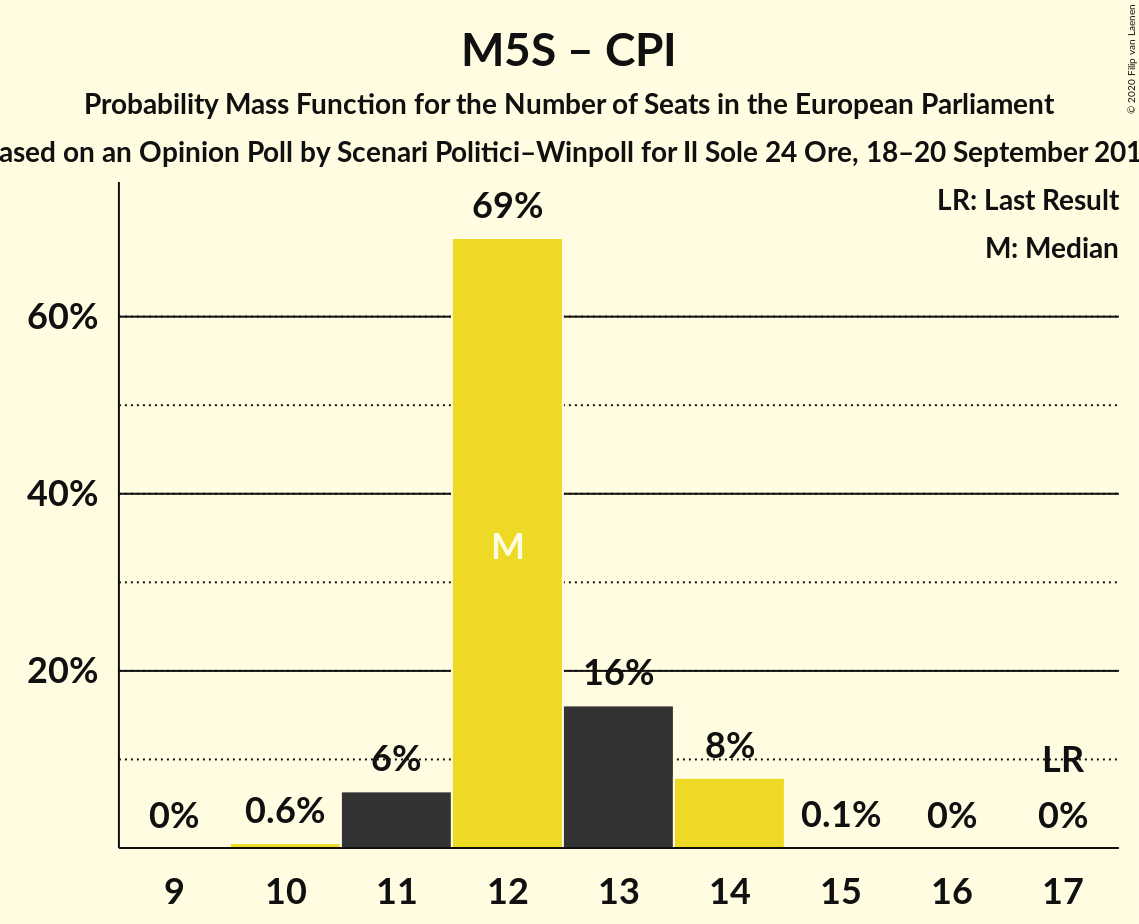 M5S – CPI
Probability Mass Function for the Number of Seats in the European Parliament
ased on an Opinion Poll by Scenari Politici–Winpoll for Il Sole 24 Ore, 18–20 September 201
© 2020 Filip van Laenen
LR: Last Result
M: Median
69%
60%
40%
M
20%
16%
6%
8%
LR
0%
0.6%
0.1%
0%
0%
9 10 11 12 13 14 15 16 17